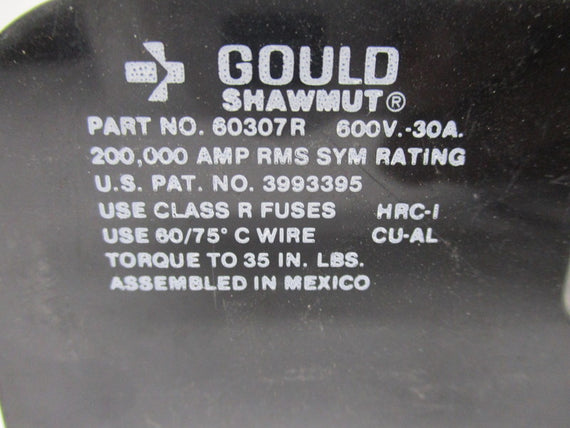 GOULD
SHAWMUT®
PART NO. 60307R 600V.-30A.
200,000 AMP RMS SYM RATING
U.S. PAT. NO. 3993395
USE CLASS R FUSES HRC-I
USE 60/75° C WIRE CU-AL
TORQUE TO 35 IN. LBS.
ASSEMBLED IN MEXICO